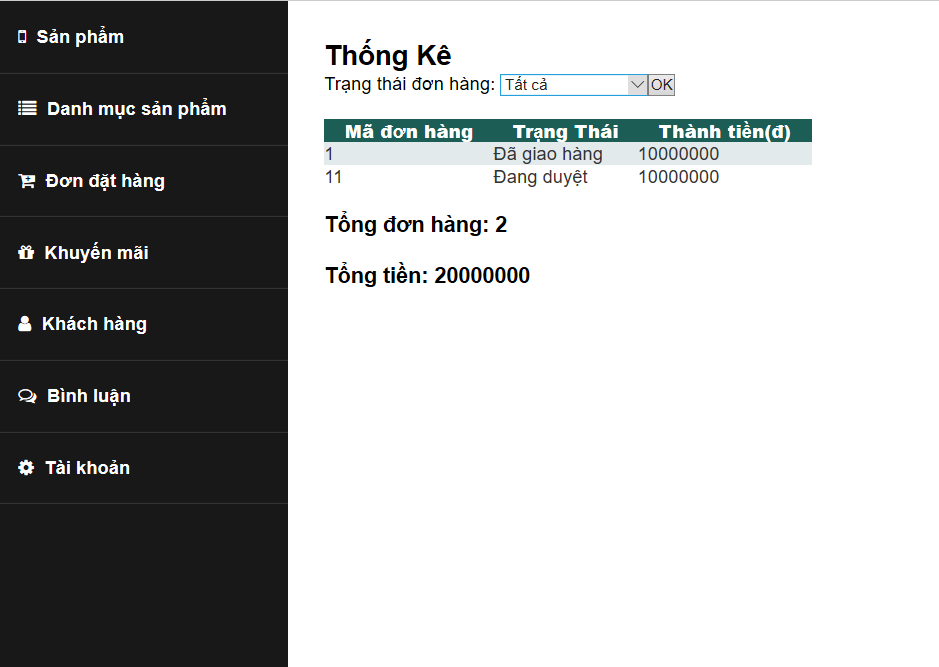 Sản phẩm
Danh mục sản phẩm
Đơn đặt hàng
Khuyến mãi
Khách hàng
Bình luận
Tài khoản
Thống Kê
Trạng thái đơn hàng: Tất cả OK
Mã đơn hàng Trạng Thái Thành tiền(đ)
1 Đã giao hàng 10000000
11 Đang duyệt 10000000
Tổng đơn hàng: 2
Tổng tiền: 20000000